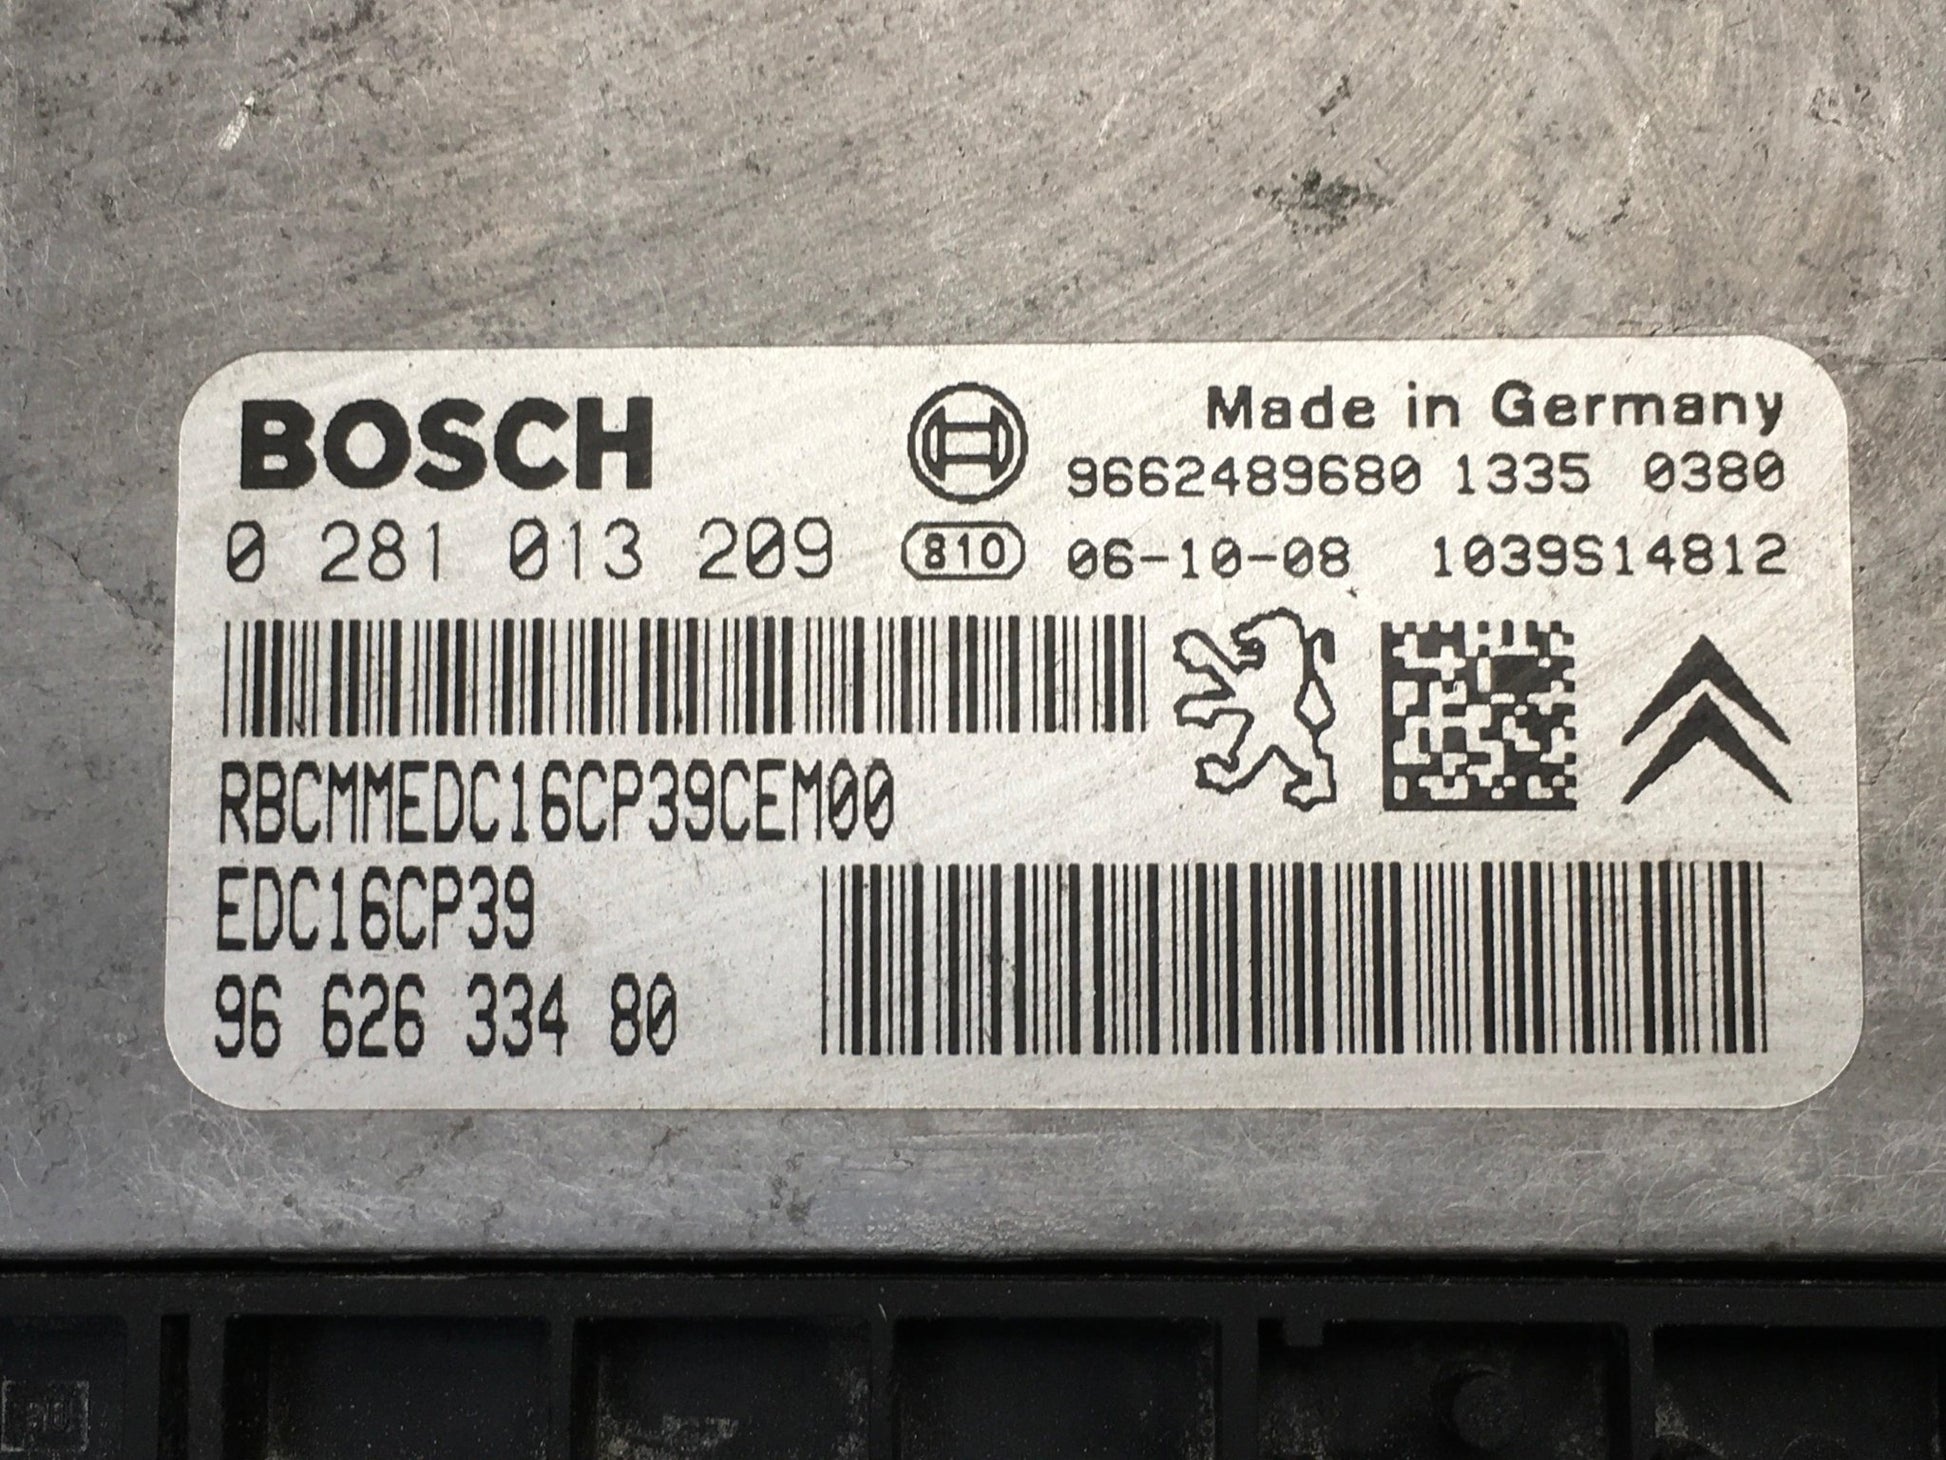 BOSCH
Made in Germany
9662489680 1335 0380
0 281 013 209 810 06-10-08 1039S14812
RBCMMEDC16CP39CEM00
EDC16CP39
96 626 334 80